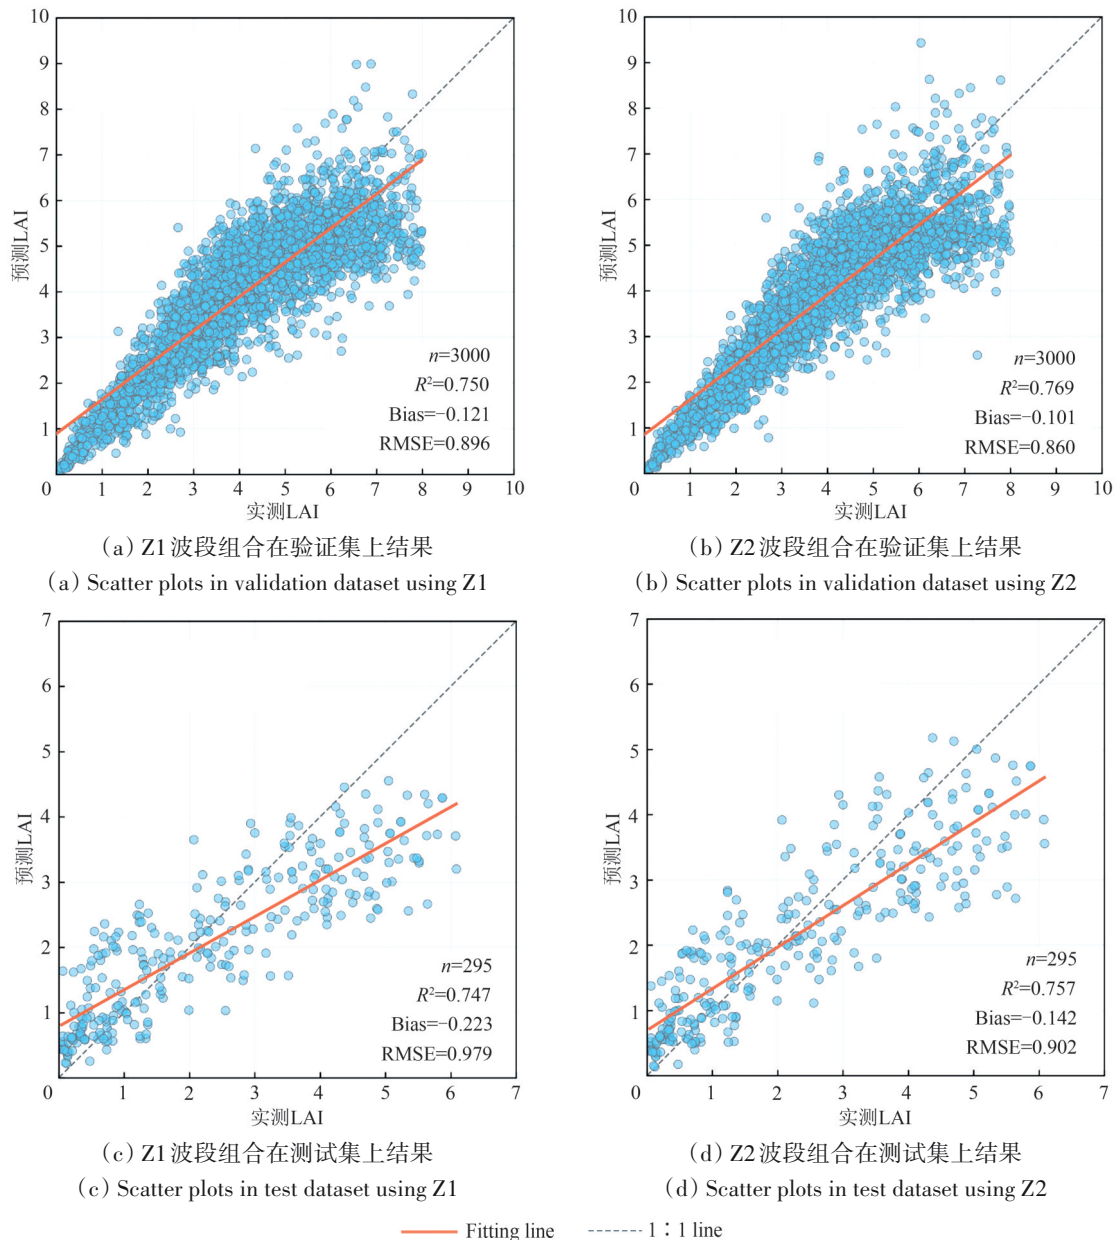 10
9
8
7
6
5
4
3
2
1
0
1 2 3 4 5 6 7 8 9 10
预测LAI
实测LAI
n=3000
R²=0.750
Bias=−0.121
RMSE=0.896
(a) Z1波段组合在验证集上结果
(a) Scatter plots in validation dataset using Z1
10
9
8
7
6
5
4
3
2
1
0
1 2 3 4 5 6 7 8 9 10
预测LAI
实测LAI
n=3000
R²=0.769
Bias=−0.101
RMSE=0.860
(b) Z2波段组合在验证集上结果
(b) Scatter plots in validation dataset using Z2
7
6
5
4
3
2
1
0 1 2 3 4 5 6 7
预测LAI
实测LAI
n=295
R²=0.747
Bias=−0.223
RMSE=0.979
(c) Z1波段组合在测试集上结果
(c) Scatter plots in test dataset using Z1
7
6
5
4
3
2
1
0 1 2 3 4 5 6 7
预测LAI
实测LAI
n=295
R²=0.757
Bias=−0.142
RMSE=0.902
(d) Z2波段组合在测试集上结果
(d) Scatter plots in test dataset using Z2
Fitting line
1∶1 line